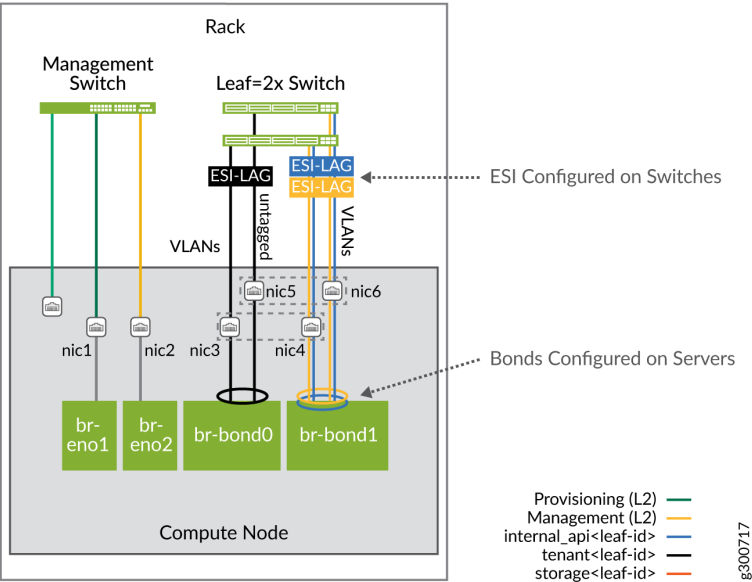 Rack
Management
Switch
Leaf=2x Switch
ESI-LAG
ESI-LAG
ESI-LAG
ESI Configured on Switches
VLANs
untagged
VLANs
nic5
nic6
nic1
nic2
nic3
nic4
Bonds Configured on Servers
br-
eno1
br-
eno2
br-bond0
br-bond1
Compute Node
Provisioning (L2)
Management (L2)
internal_api<leaf-id>
tenant<leaf-id>
storage<leaf-id>
g300717